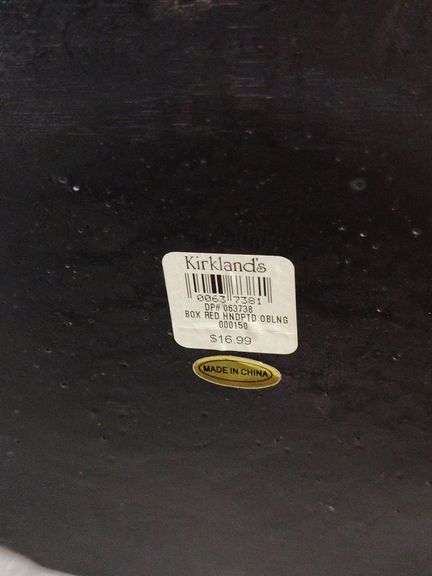 Kirkland's
0063 7381
DP# 063738
BOX RED HNDPTD OBLNG
000150
$16.99
MADE IN CHINA